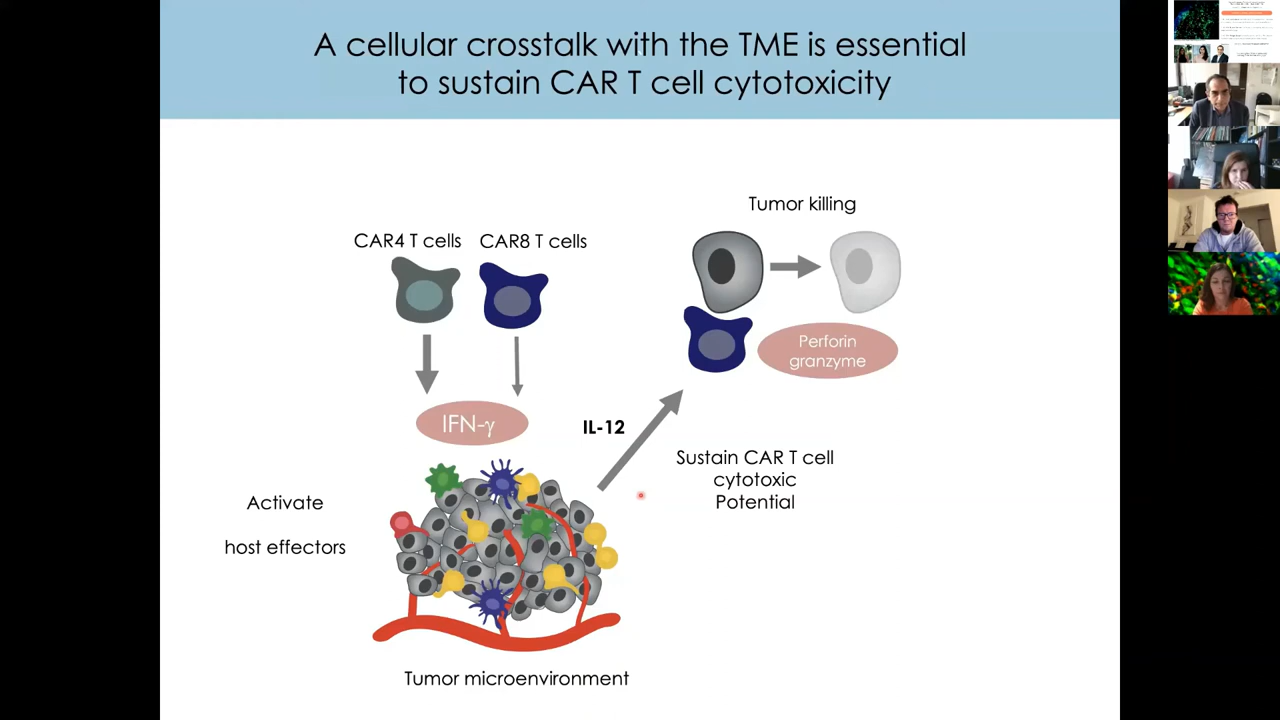 A cellular crosstalk with the TME is essential
to sustain CAR T cell cytotoxicity
Tumor killing
CAR4 T cells
CAR8 T cells
Perforin
granzyme
IFN-γ
IL-12
Sustain CAR T cell
cytotoxic
Potential
Activate
host effectors
Tumor microenvironment